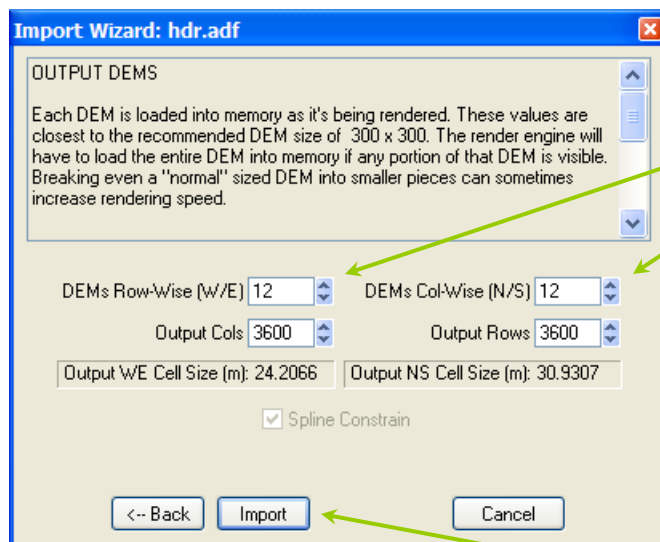 Import Wizard: hdr.adf
OUTPUT DEMS
Each DEM is loaded into memory as it's being rendered. These values are
closest to the recommended DEM size of 300 x 300. The render engine will
have to load the entire DEM into memory if any portion of that DEM is visible.
Breaking even a "normal" sized DEM into smaller pieces can sometimes
increase rendering speed.
DEMs Row-Wise (W/E) 12 DEMs Col-Wise (N/S) 12
Output Cols 3600 Output Rows 3600
Output WE Cell Size (m): 24.2066 Output NS Cell Size (m): 30.9307
Spline Constrain
<-- Back Import Cancel